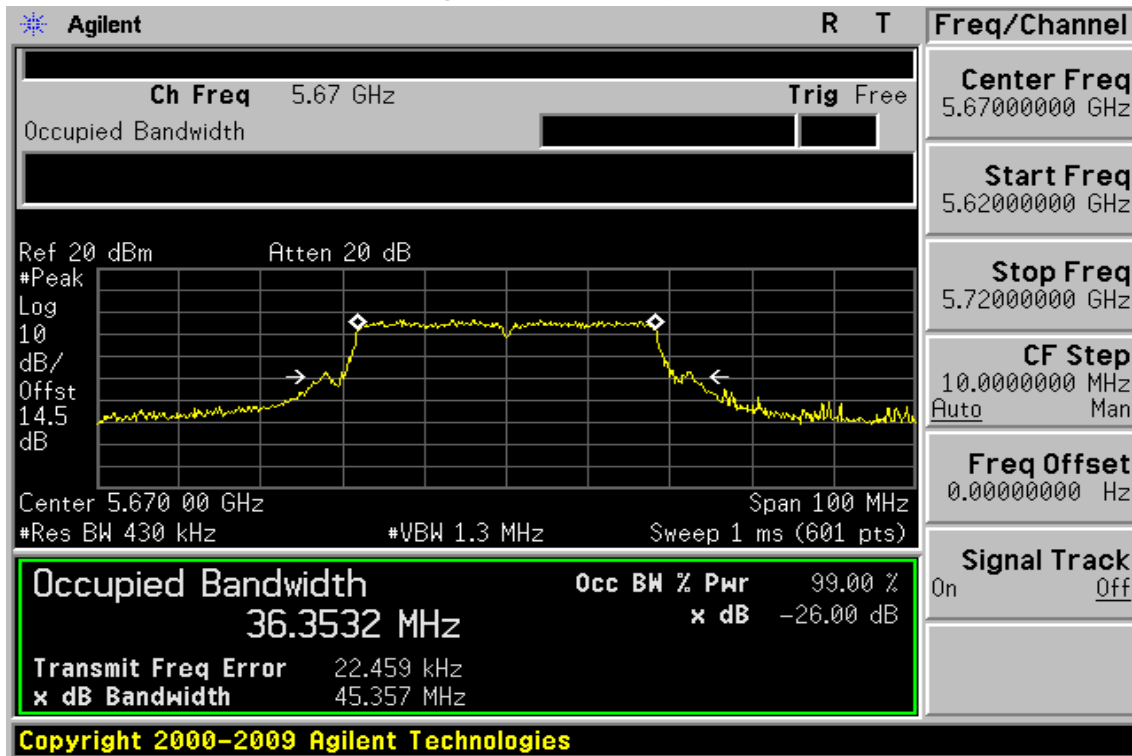 Agilent R T
Ch Freq 5.67 GHz Trig Free
Occupied Bandwidth
Ref 20 dBm Atten 20 dB
#Peak
Log
10
dB/
Offst
14.5
dB
Center 5.670 00 GHz Span 100 MHz
#Res BW 430 kHz #VBW 1.3 MHz Sweep 1 ms (601 pts)
Occupied Bandwidth Occ BW % Pwr 99.00 %
36.3532 MHz x dB -26.00 dB
Transmit Freq Error 22.459 kHz
x dB Bandwidth 45.357 MHz
Copyright 2000-2009 Agilent Technologies
Freq/Channel
Center Freq
5.67000000 GHz
Start Freq
5.62000000 GHz
Stop Freq
5.72000000 GHz
CF Step
10.0000000 MHz
Auto Man
Freq Offset
0.00000000 Hz
Signal Track
On Off